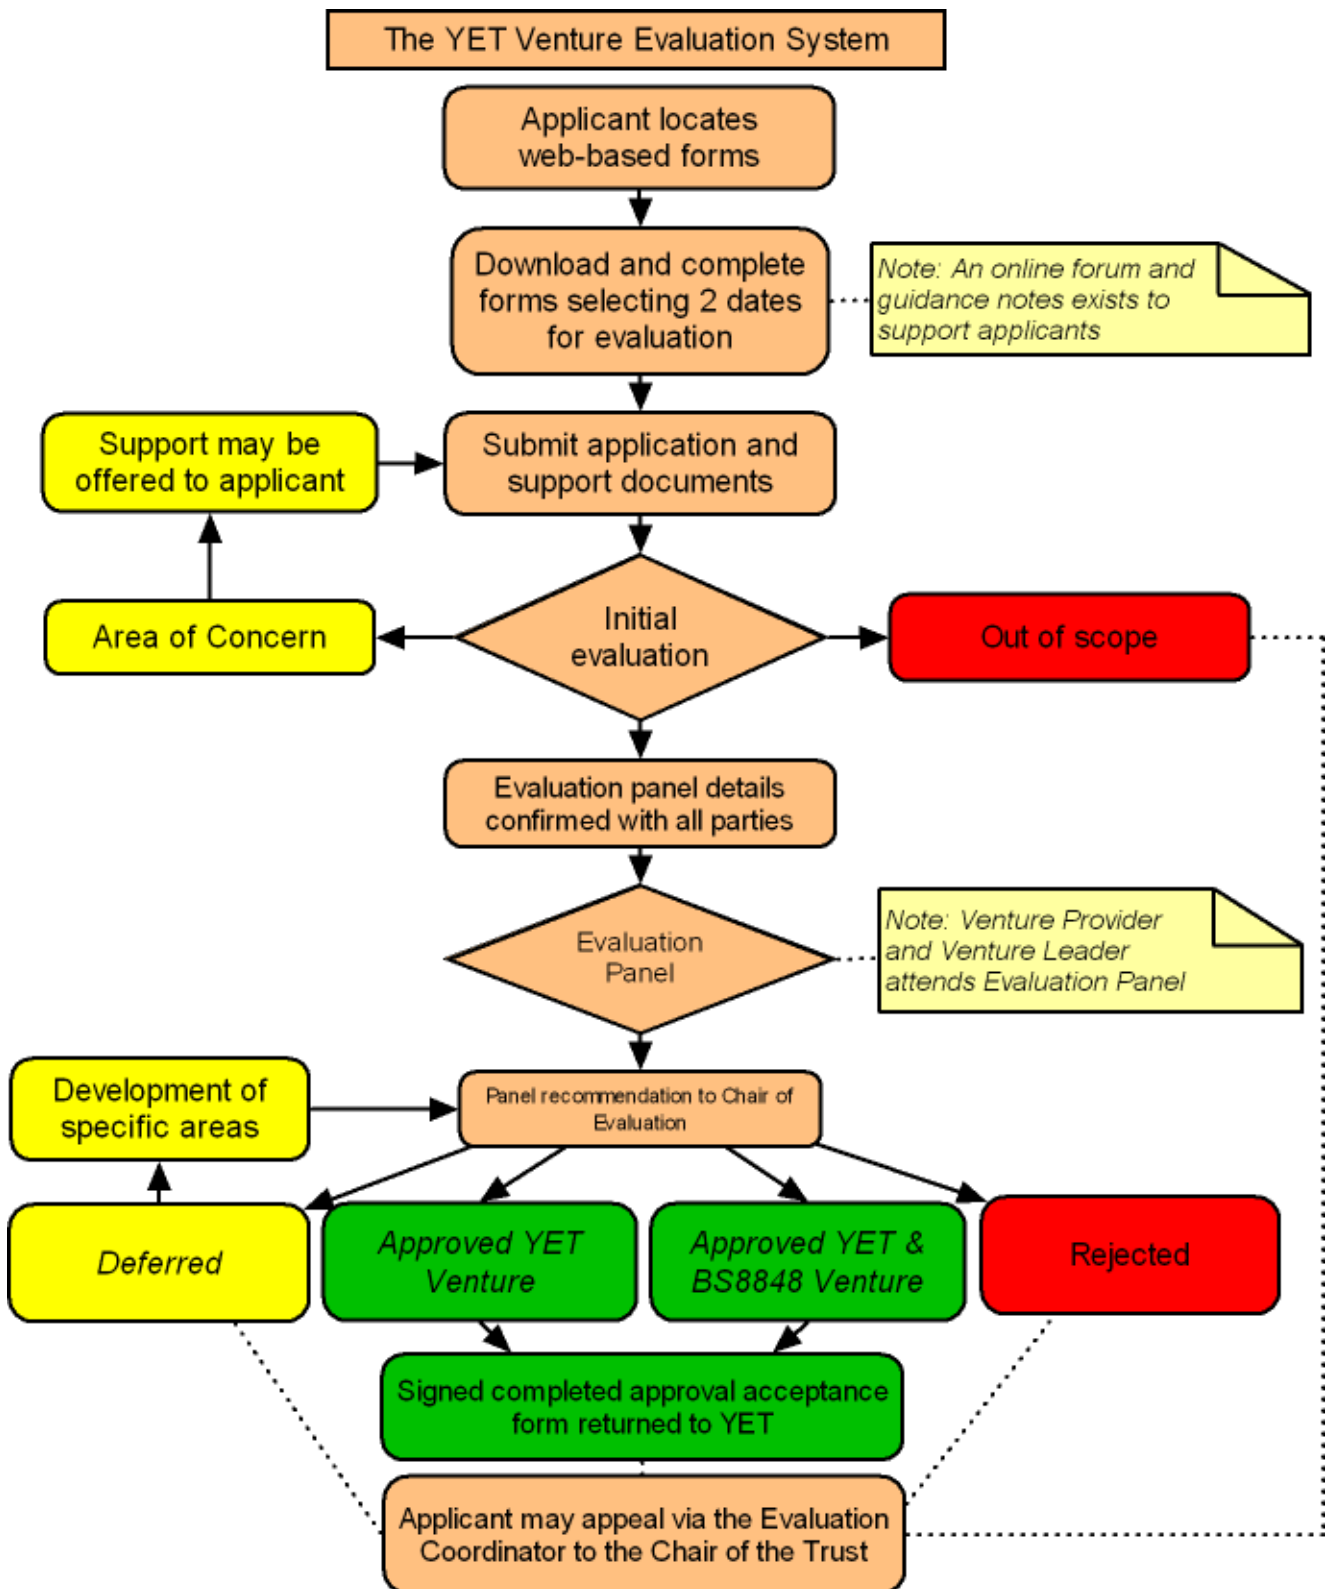 The YET Venture Evaluation System
Applicant locates
web-based forms
Download and complete
forms selecting 2 dates
for evaluation
Note: An online forum and
guidance notes exists to
support applicants
Support may be
offered to applicant
Submit application and
support documents
Area of Concern
Initial
evaluation
Out of scope
Evaluation panel details
confirmed with all parties
Evaluation
Panel
Note: Venture Provider
and Venture Leader
attends Evaluation Panel
Development of
specific areas
Panel recommendation to Chair of
Evaluation
Deferred
Approved YET
Venture
Approved YET &
BS8848 Venture
Rejected
Signed completed approval acceptance
form returned to YET
Applicant may appeal via the Evaluation
Coordinator to the Chair of the Trust